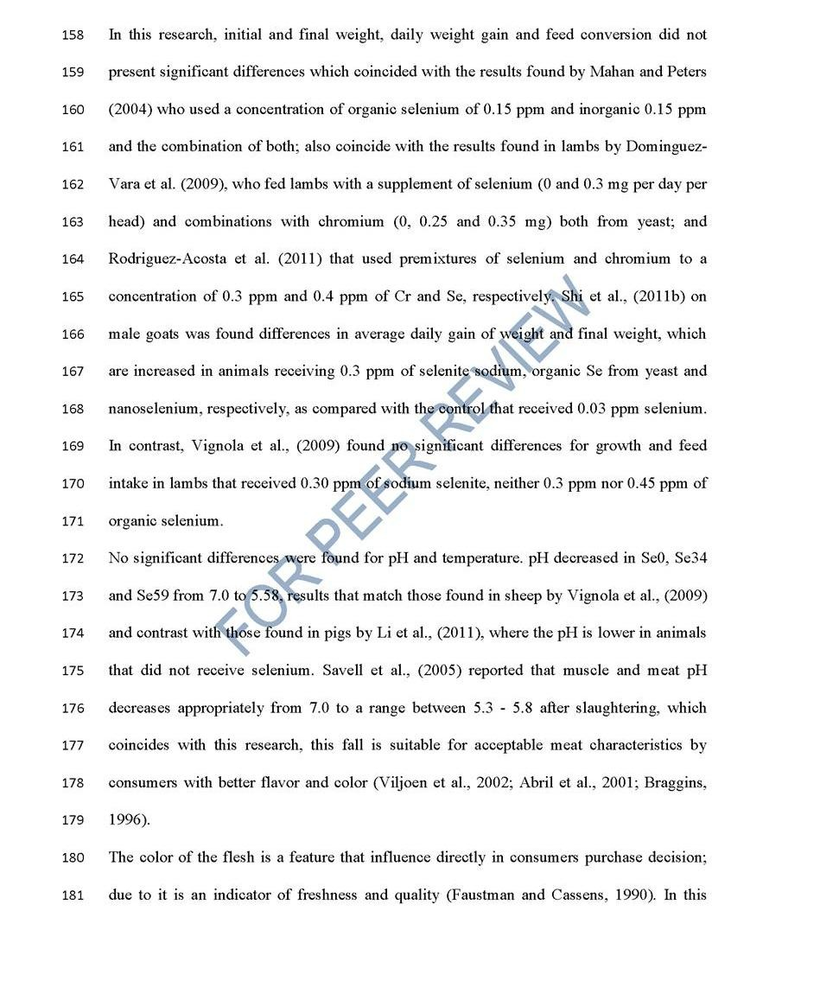 158 In this research, initial and final weight, daily weight gain and feed conversion did not
159 present significant differences which coincided with the results found by Mahan and Peters
160 (2004) who used a concentration of organic selenium of 0.15 ppm and inorganic 0.15 ppm
161 and the combination of both; also coincide with the results found in lambs by Dominguez-
162 Vara et al. (2009), who fed lambs with a supplement of selenium (0 and 0.3 mg per day per
163 head) and combinations with chromium (0, 0.25 and 0.35 mg) both from yeast; and
164 Rodriguez-Acosta et al. (2011) that used premixtures of selenium and chromium to a
165 concentration of 0.3 ppm and 0.4 ppm of Cr and Se, respectively. Shi et al., (2011b) on
166 male goats was found differences in average daily gain of weight and final weight, which
167 are increased in animals receiving 0.3 ppm of selenite sodium, organic Se from yeast and
168 nanoselenium, respectively, as compared with the control that received 0.03 ppm selenium.
169 In contrast, Vignola et al., (2009) found no significant differences for growth and feed
170 intake in lambs that received 0.30 ppm of sodium selenite, neither 0.3 ppm nor 0.45 ppm of
171 organic selenium.
172 No significant differences were found for pH and temperature. pH decreased in Se0, Se34
173 and Se59 from 7.0 to 5.58, results that match those found in sheep by Vignola et al., (2009)
174 and contrast with those found in pigs by Li et al., (2011), where the pH is lower in animals
175 that did not receive selenium. Savell et al., (2005) reported that muscle and meat pH
176 decreases appropriately from 7.0 to a range between 5.3 - 5.8 after slaughtering, which
177 coincides with this research, this fall is suitable for acceptable meat characteristics by
178 consumers with better flavor and color (Viljoen et al., 2002; Abril et al., 2001; Braggins,
179 1996).
180 The color of the flesh is a feature that influence directly in consumers purchase decision;
181 due to it is an indicator of freshness and quality (Faustman and Cassens, 1990). In this
FOR PEER REVIEW